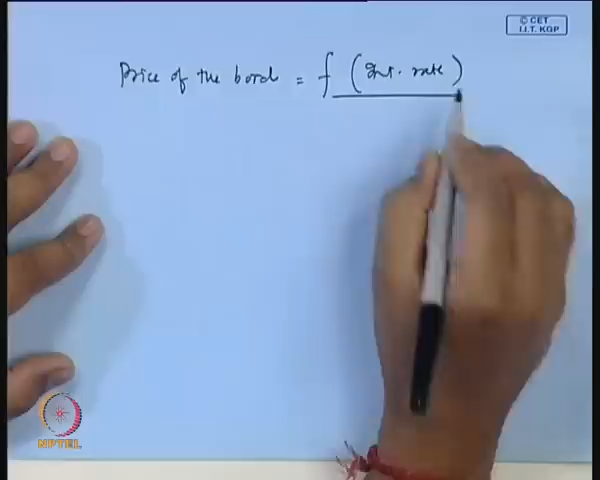 © CET
I.I.T. KGP
Price of the bond = f (Int. rate)
NPTEL